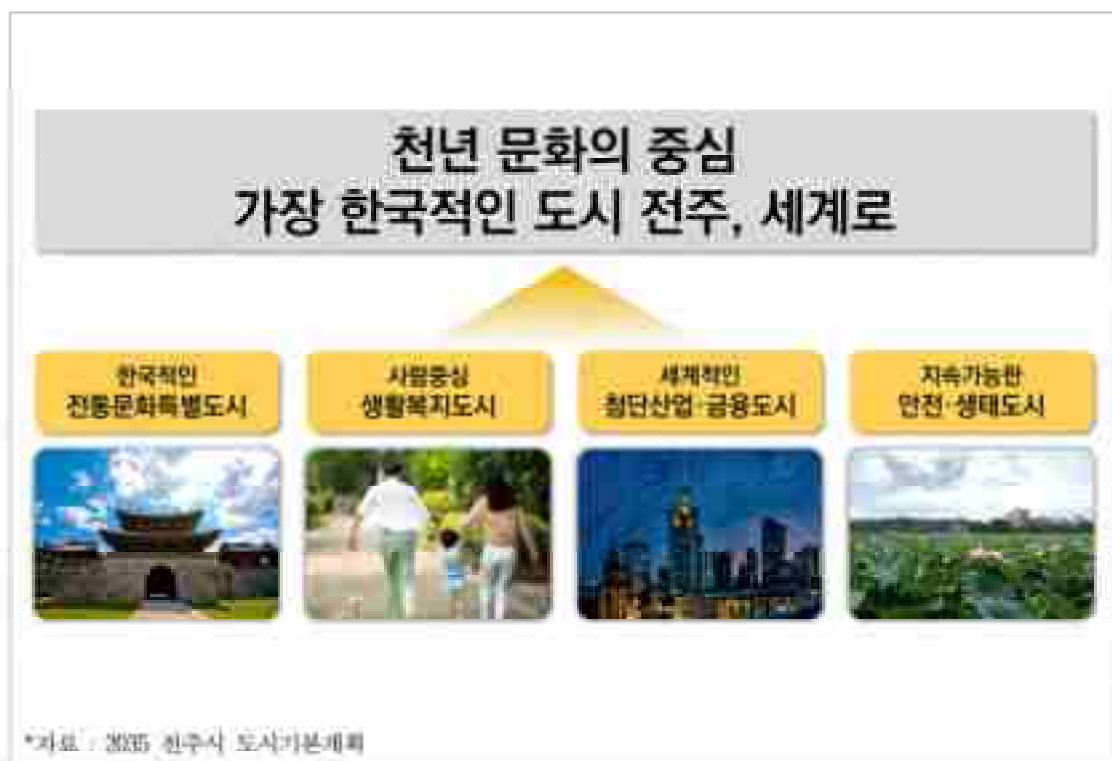 천년 문화의 중심
가장 한국적인 도시 전주, 세계로
한국적인
전통문화특별도시
사람중심
생활복지도시
세계적인
첨단산업·금융도시
지속가능한
안전·생태도시
*자료 : 2035 전주시 도시기본계획